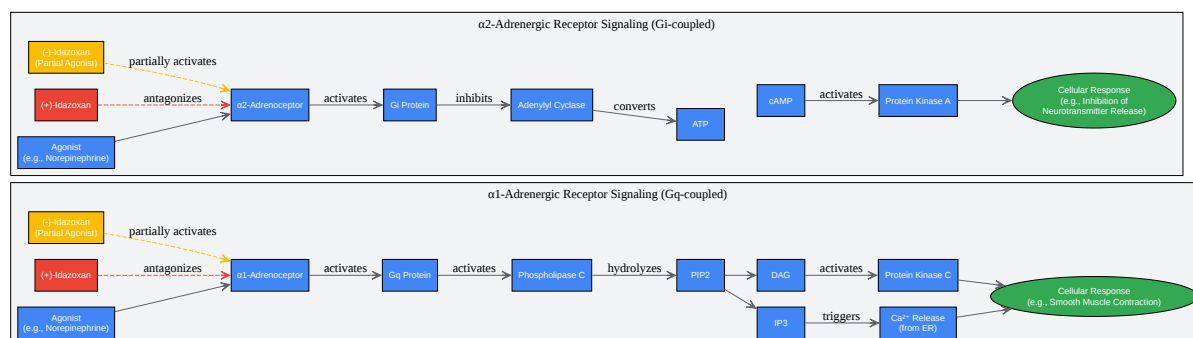 α2-Adrenergic Receptor Signaling (Gi-coupled)
(-)-Idazoxan
(Partial Agonist)
partially activates
(+)-Idazoxan
antagonizes
α2-Adrenoceptor
activates
Gi Protein
inhibits
Adenylyl Cyclase
converts
ATP
cAMP
activates
Protein Kinase A
Cellular Response
(e.g., Inhibition of
Neurotransmitter Release)
Agonist
(e.g., Norepinephrine)
α1-Adrenergic Receptor Signaling (Gq-coupled)
(-)-Idazoxan
(Partial Agonist)
partially activates
(+)-Idazoxan
antagonizes
α1-Adrenoceptor
activates
Gq Protein
activates
Phospholipase C
hydrolyzes
PIP2
DAG
activates
Protein Kinase C
Cellular Response
(e.g., Smooth Muscle Contraction)
Agonist
(e.g., Norepinephrine)
IP3
triggers
Ca²⁺ Release
(from ER)